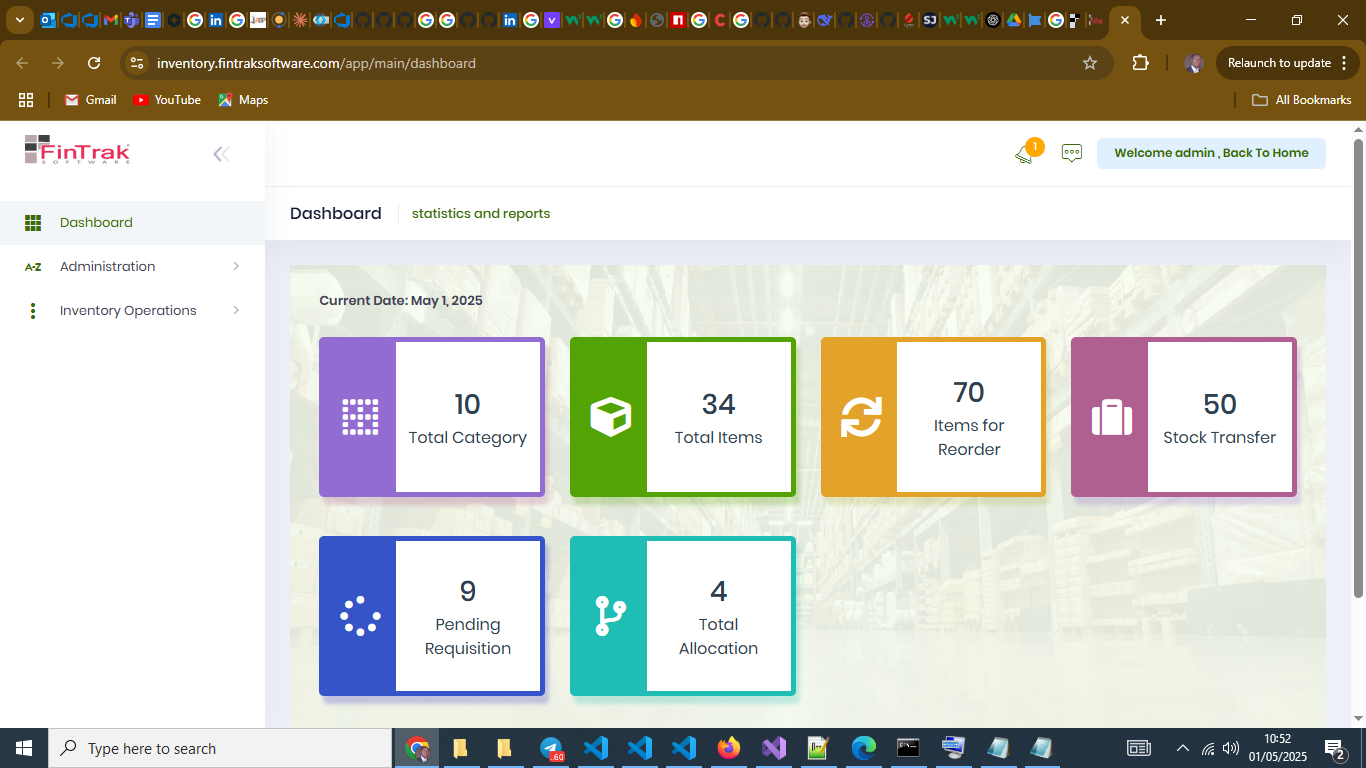 inventory.fintraksoftware.com/app/main/dashboard
Relaunch to update
Gmail
YouTube
Maps
All Bookmarks
FinTrak
SOFTWARE
1
Welcome admin , Back To Home
Dashboard
statistics and reports
Dashboard
A-Z
Administration
Inventory Operations
Current Date: May 1, 2025
10
Total Category
34
Total Items
70
Items for
Reorder
50
Stock Transfer
9
Pending
Requisition
4
Total
Allocation
Type here to search
.60
10:52
01/05/2025
2